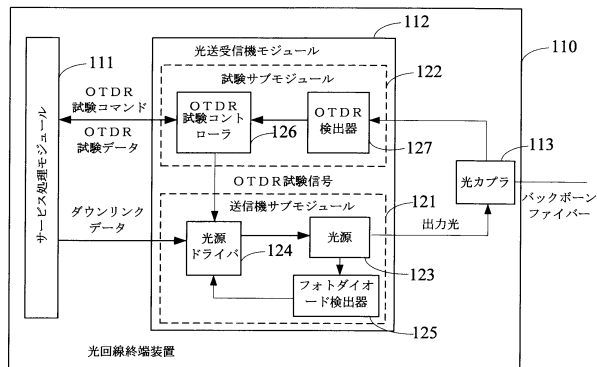 112
光送受信機モジュール
110
111
試験サブモジュール
122
OTDR
試験コマンド
OTDR
試験データ
OTDR
試験コント
ローラ
126
OTDR
検出器
127
113
光カプラ
サービス処理モジュール
OTDR試験信号
バックボーン
ファイバー
送信機サブモジュール
121
ダウンリンク
データ
光源
ドライバ
124
光源
123
出力光
フォトダイオ
ード検出器
125
光回線終端装置